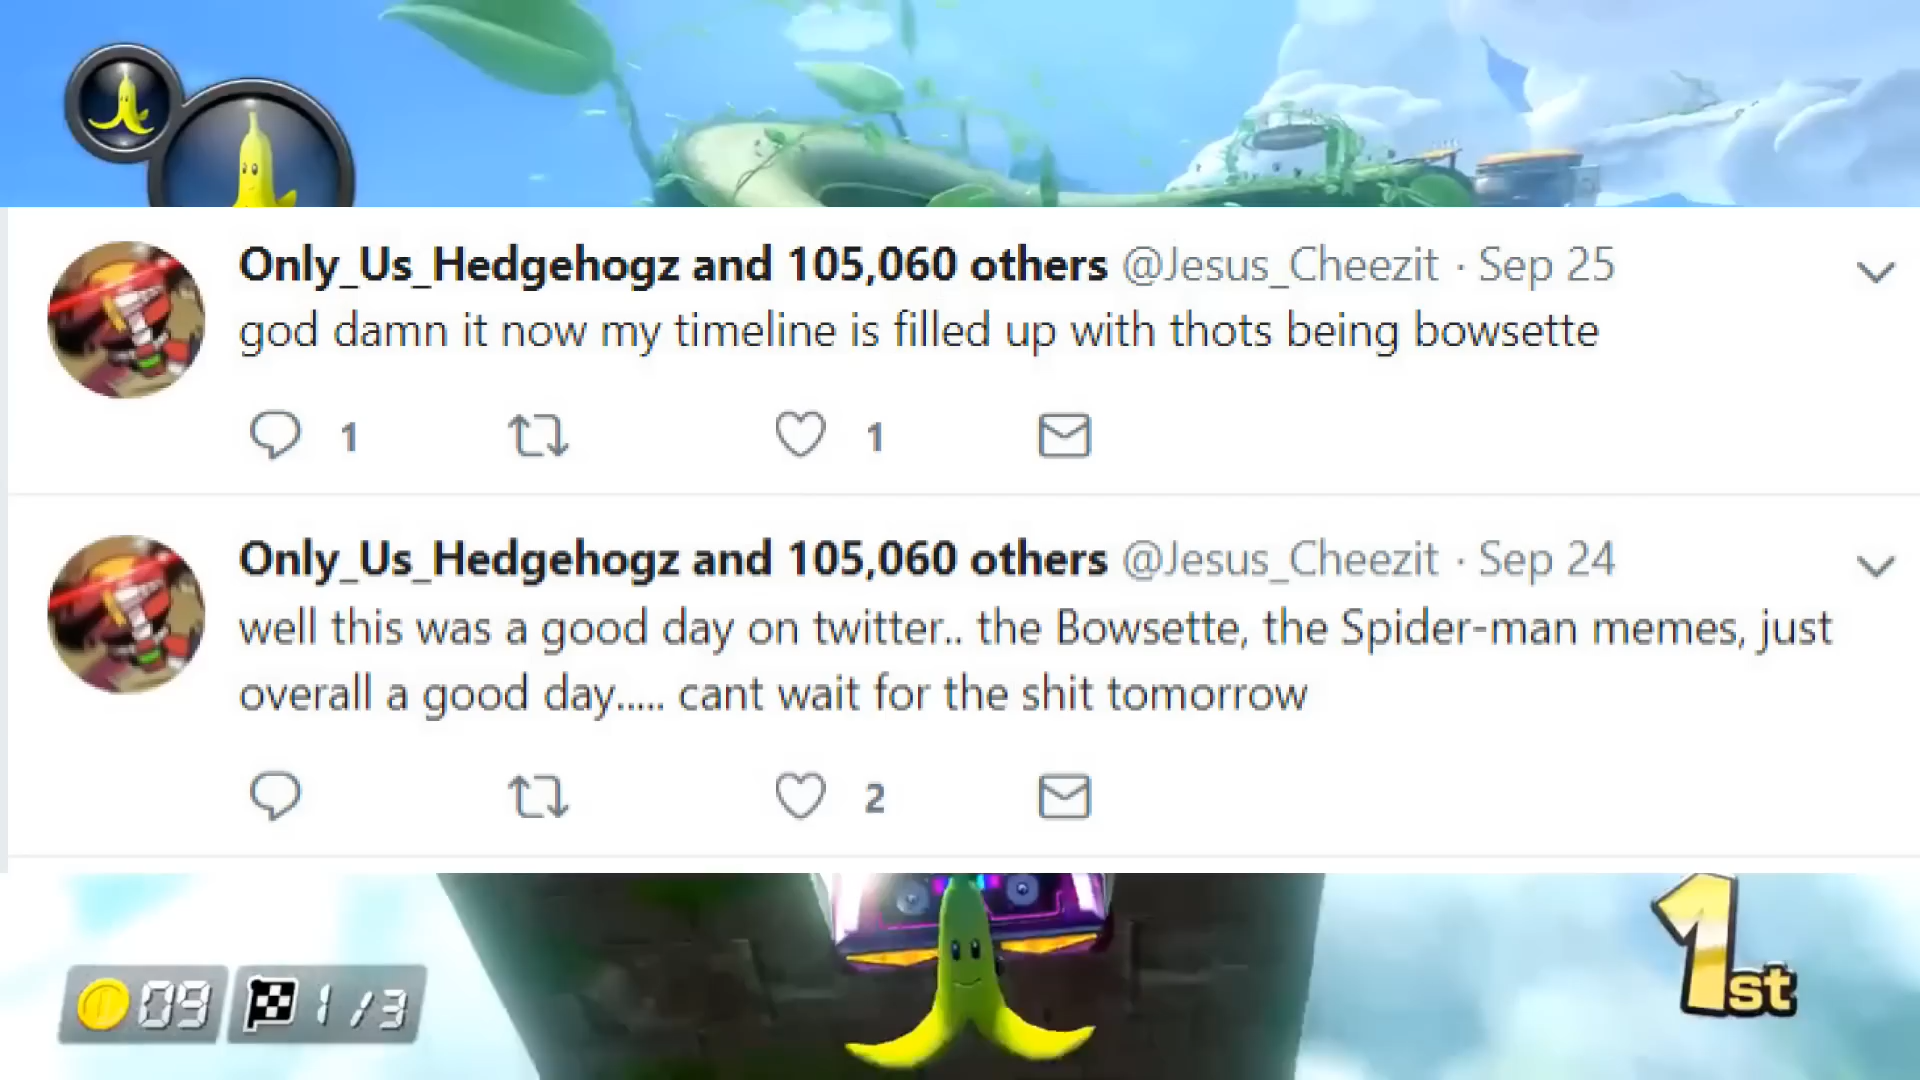 Only_Us_Hedgehogz and 105,060 others @Jesus_Cheezit · Sep 25
god damn it now my timeline is filled up with thots being bowsette
1 1
Only_Us_Hedgehogz and 105,060 others @Jesus_Cheezit · Sep 24
well this was a good day on twitter.. the Bowsette, the Spider-man memes, just
overall a good day..... cant wait for the shit tomorrow
2
09 1/3 1st